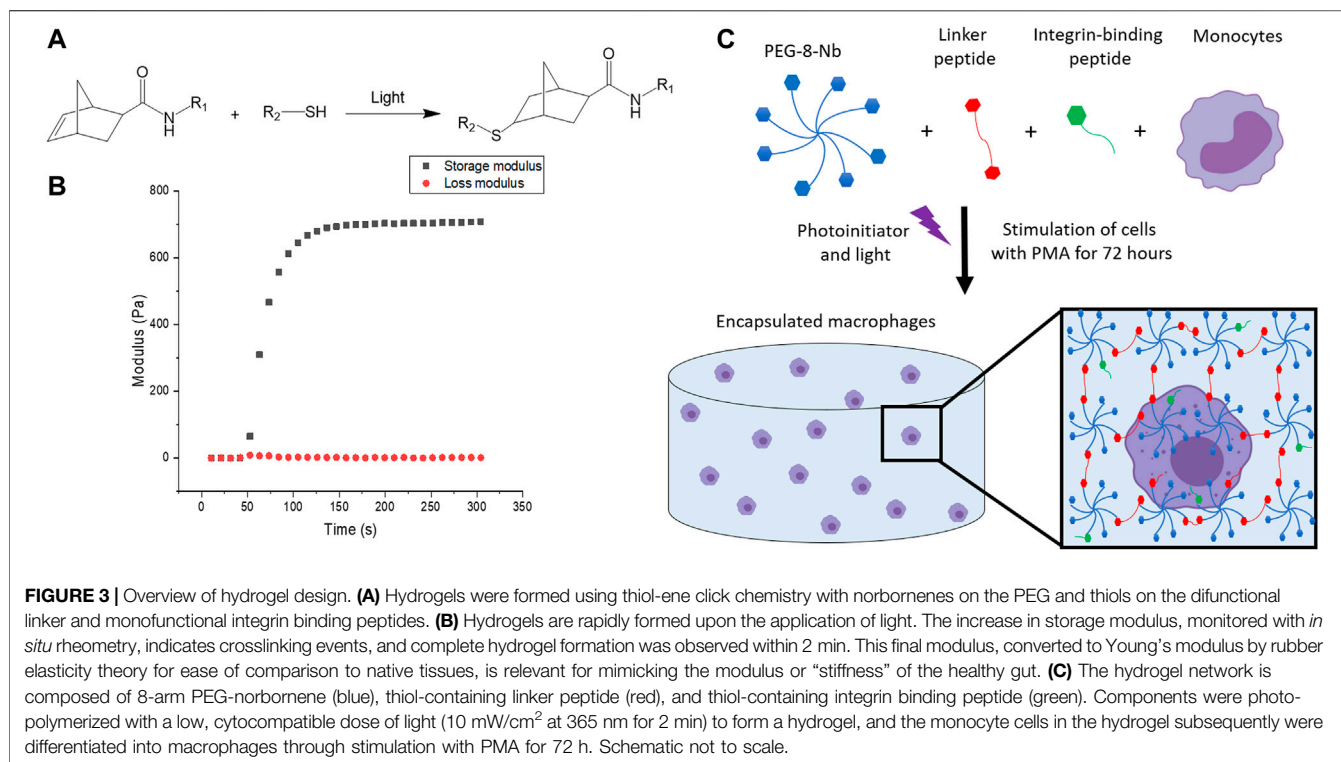 A
O
N
H
R1
+
R2
SH
Light
R2
S
O
N
H
R1
B
Storage modulus
Loss modulus
Modulus (Pa)
800
600
400
200
0
0 50 100 150 200 250 300 350
Time (s)
C
PEG-8-Nb
Linker
peptide
Integrin-binding
peptide
Monocytes
+ + +
Photoinitiator
and light
Stimulation of cells
with PMA for 72 hours
Encapsulated macrophages
FIGURE 3 | Overview of hydrogel design. (A) Hydrogels were formed using thiol-ene click chemistry with norbornenes on the PEG and thiols on the difunctional
linker and monofunctional integrin binding peptides. (B) Hydrogels are rapidly formed upon the application of light. The increase in storage modulus, monitored with in
situ rheometry, indicates crosslinking events, and complete hydrogel formation was observed within 2 min. This final modulus, converted to Young's modulus by rubber
elasticity theory for ease of comparison to native tissues, is relevant for mimicking the modulus or “stiffness” of the healthy gut. (C) The hydrogel network is
composed of 8-arm PEG-norbornene (blue), thiol-containing linker peptide (red), and thiol-containing integrin binding peptide (green). Components were photo-
polymerized with a low, cytocompatible dose of light (10 mW/cm² at 365 nm for 2 min) to form a hydrogel, and the monocyte cells in the hydrogel subsequently were
differentiated into macrophages through stimulation with PMA for 72 h. Schematic not to scale.